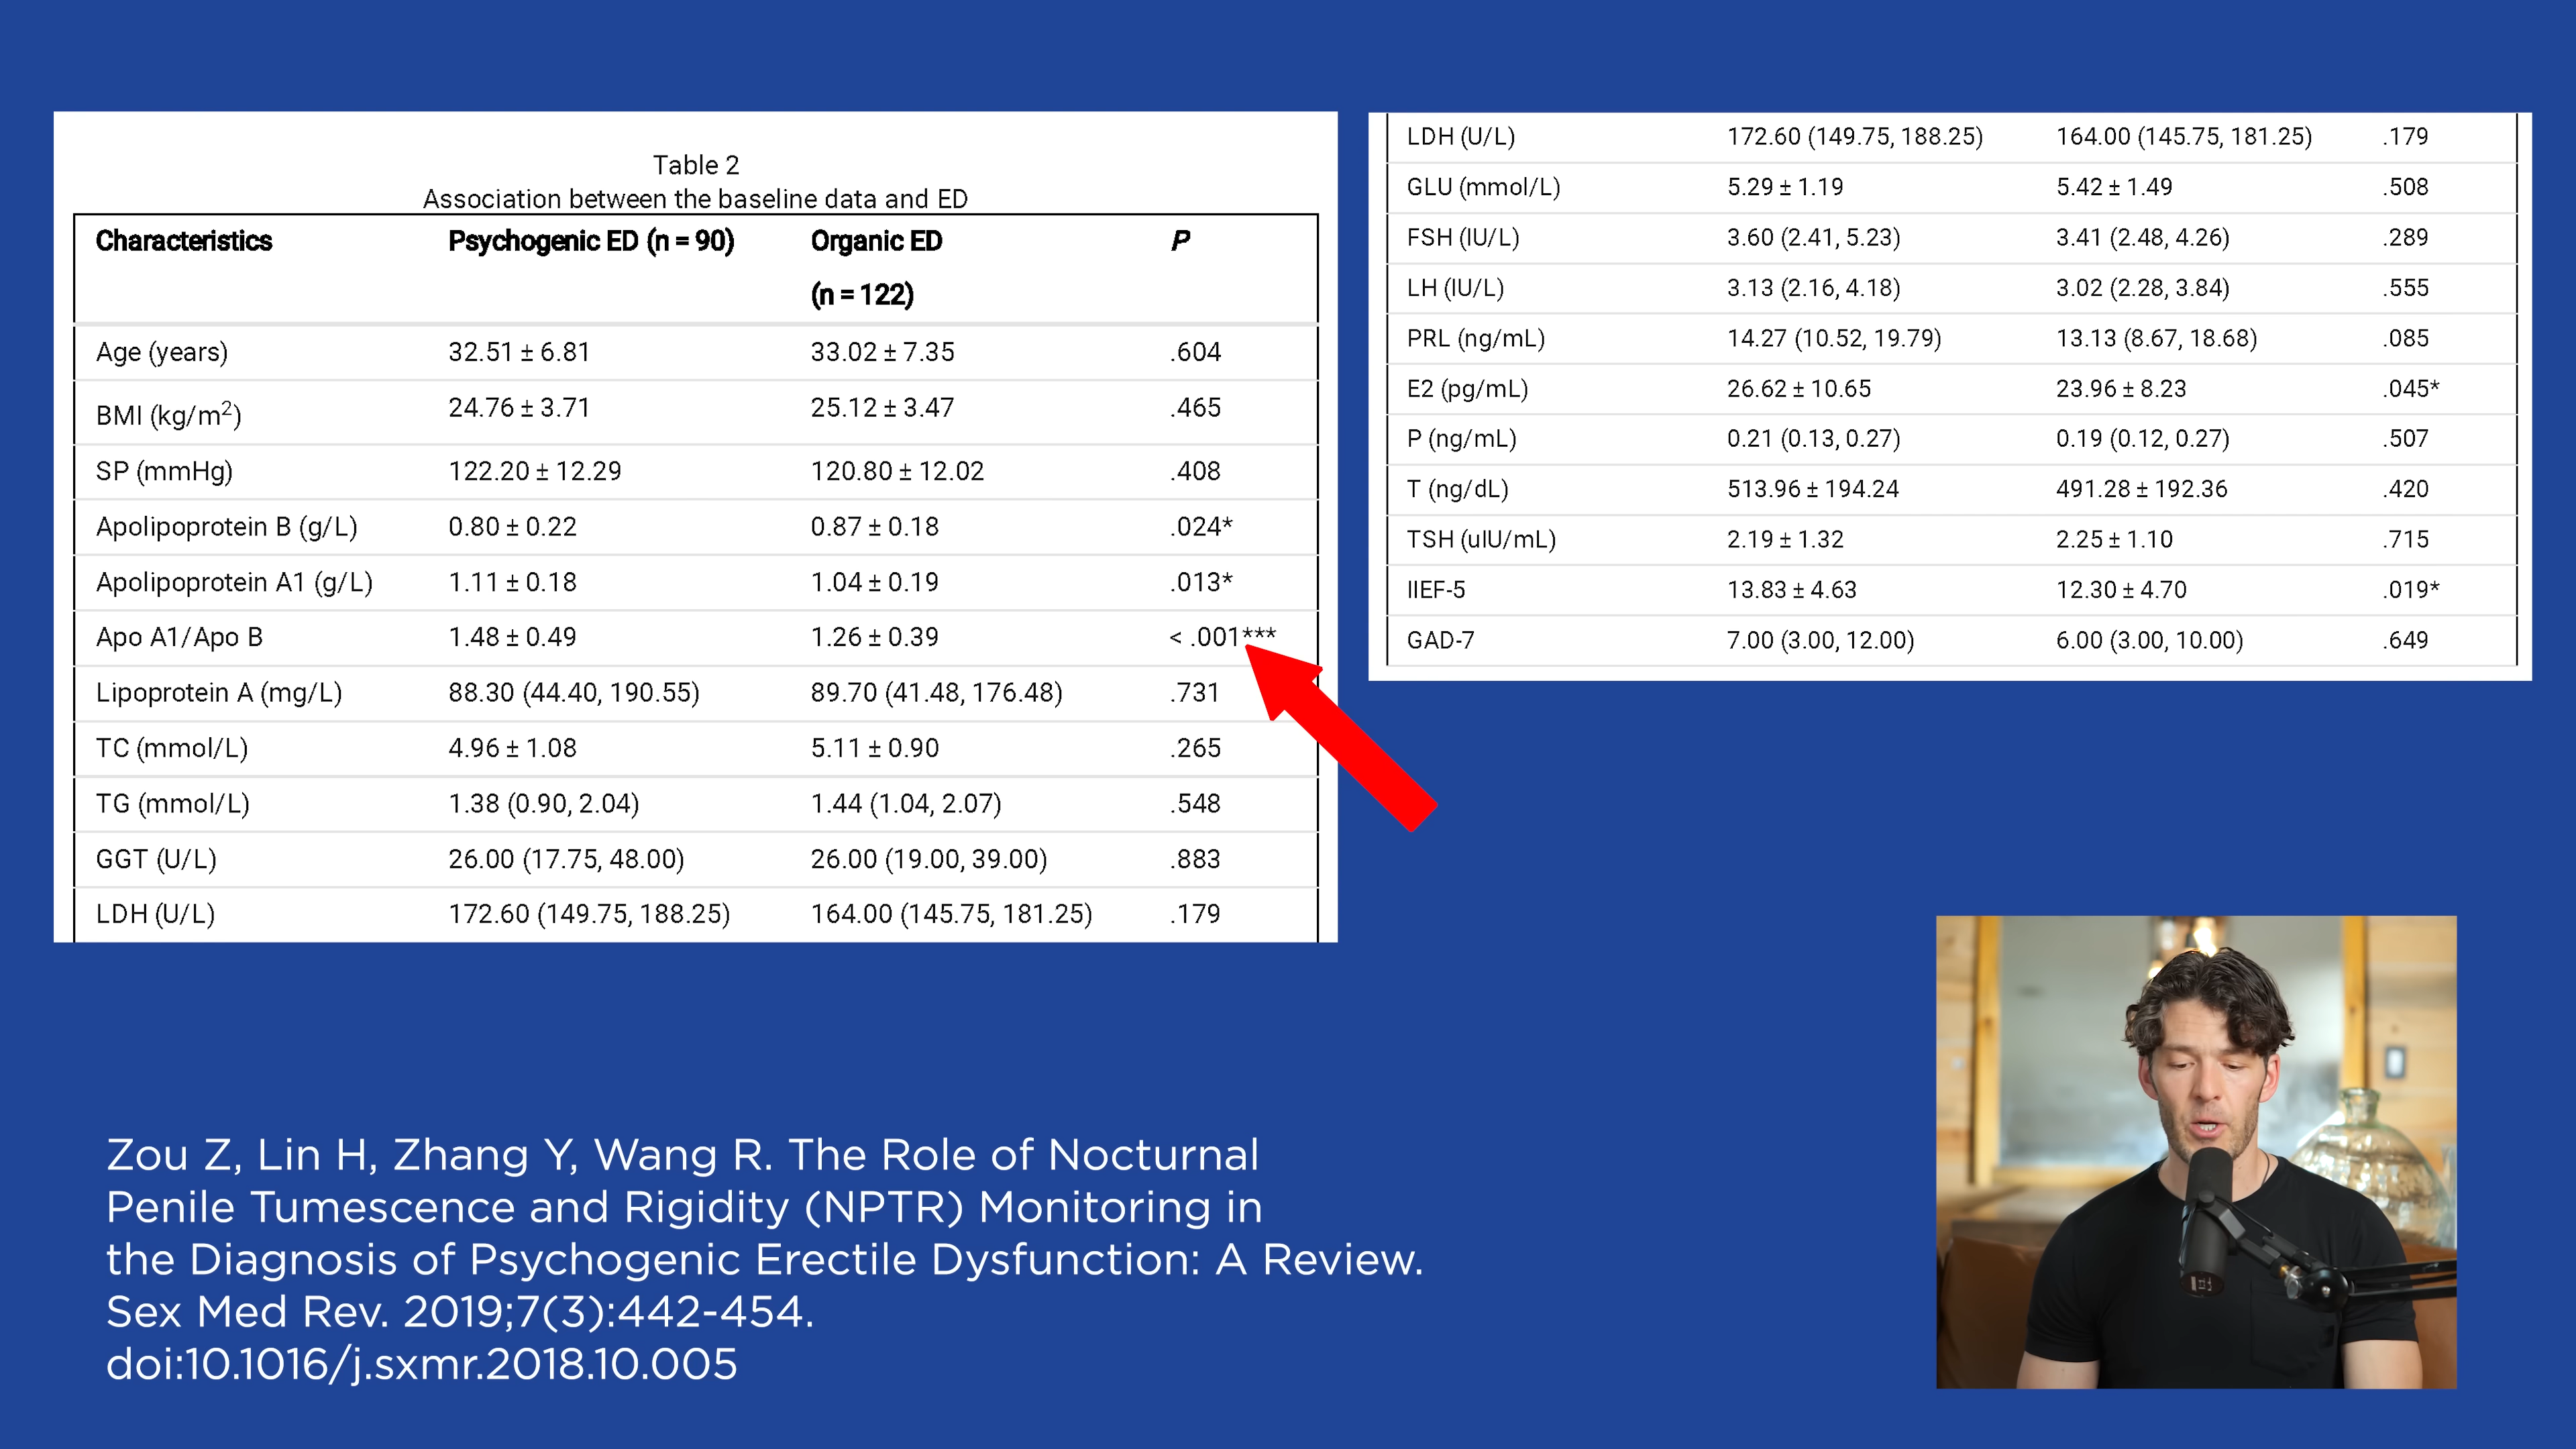 Table 2
Association between the baseline data and ED
Characteristics Psychogenic ED (n = 90) Organic ED (n = 122) P
Age (years) 32.51 ± 6.81 33.02 ± 7.35 .604
BMI (kg/m²) 24.76 ± 3.71 25.12 ± 3.47 .465
SP (mmHg) 122.20 ± 12.29 120.80 ± 12.02 .408
Apolipoprotein B (g/L) 0.80 ± 0.22 0.87 ± 0.18 .024*
Apolipoprotein A1 (g/L) 1.11 ± 0.18 1.04 ± 0.19 .013*
Apo A1/Apo B 1.48 ± 0.49 1.26 ± 0.39 < .001***
Lipoprotein A (mg/L) 88.30 (44.40, 190.55) 89.70 (41.48, 176.48) .731
TC (mmol/L) 4.96 ± 1.08 5.11 ± 0.90 .265
TG (mmol/L) 1.38 (0.90, 2.04) 1.44 (1.04, 2.07) .548
GGT (U/L) 26.00 (17.75, 48.00) 26.00 (19.00, 39.00) .883
LDH (U/L) 172.60 (149.75, 188.25) 164.00 (145.75, 181.25) .179
LDH (U/L) 172.60 (149.75, 188.25) 164.00 (145.75, 181.25) .179
GLU (mmol/L) 5.29 ± 1.19 5.42 ± 1.49 .508
FSH (IU/L) 3.60 (2.41, 5.23) 3.41 (2.48, 4.26) .289
LH (IU/L) 3.13 (2.16, 4.18) 3.02 (2.28, 3.84) .555
PRL (ng/mL) 14.27 (10.52, 19.79) 13.13 (8.67, 18.68) .085
E2 (pg/mL) 26.62 ± 10.65 23.96 ± 8.23 .045*
P (ng/mL) 0.21 (0.13, 0.27) 0.19 (0.12, 0.27) .507
T (ng/dL) 513.96 ± 194.24 491.28 ± 192.36 .420
TSH (uIU/mL) 2.19 ± 1.32 2.25 ± 1.10 .715
IIEF-5 13.83 ± 4.63 12.30 ± 4.70 .019*
GAD-7 7.00 (3.00, 12.00) 6.00 (3.00, 10.00) .649
Zou Z, Lin H, Zhang Y, Wang R. The Role of Nocturnal
Penile Tumescence and Rigidity (NPTR) Monitoring in
the Diagnosis of Psychogenic Erectile Dysfunction: A Review.
Sex Med Rev. 2019;7(3):442-454.
doi:10.1016/j.sxmr.2018.10.005